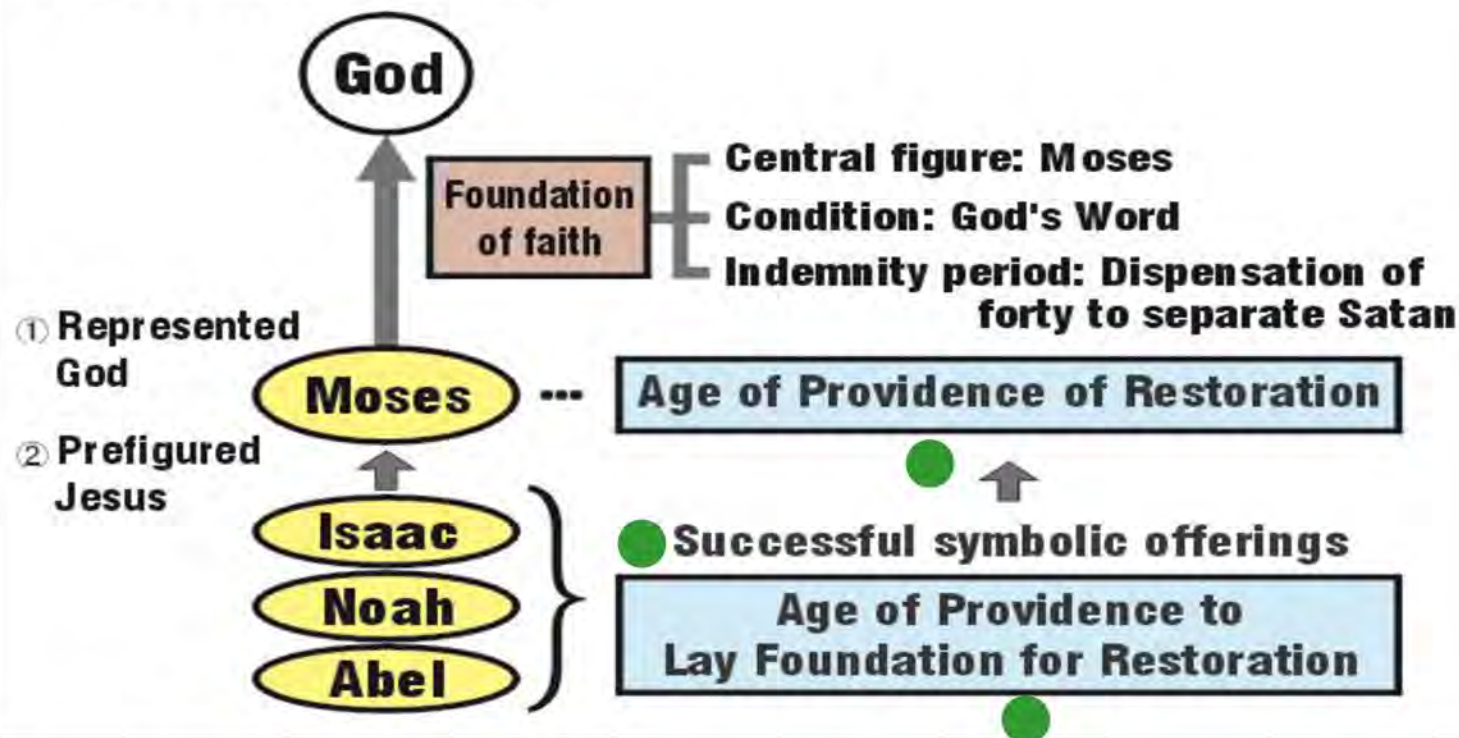 God
Foundation
of faith
Central figure: Moses
Condition: God's Word
Indemnity period: Dispensation of
forty to separate Satan
① Represented
God
Moses
...
Age of Providence of Restoration
② Prefigured
Jesus
Isaac
Noah
Abel
Successful symbolic offerings
Age of Providence to
Lay Foundation for Restoration